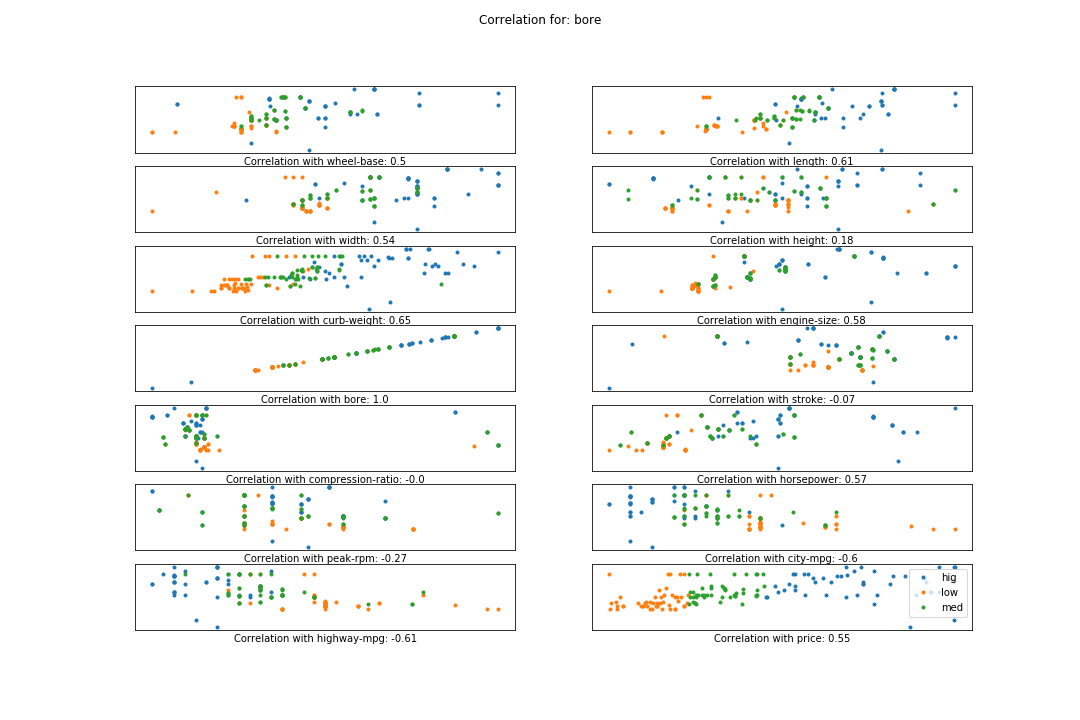 Correlation for: bore
Correlation with wheel-base: 0.5
Correlation with length: 0.61
Correlation with width: 0.54
Correlation with height: 0.18
Correlation with curb-weight: 0.65
Correlation with engine-size: 0.58
Correlation with bore: 1.0
Correlation with stroke: -0.07
Correlation with compression-ratio: -0.0
Correlation with horsepower: 0.57
Correlation with peak-rpm: -0.27
Correlation with city-mpg: -0.6
hig
low
med
Correlation with highway-mpg: -0.61
Correlation with price: 0.55